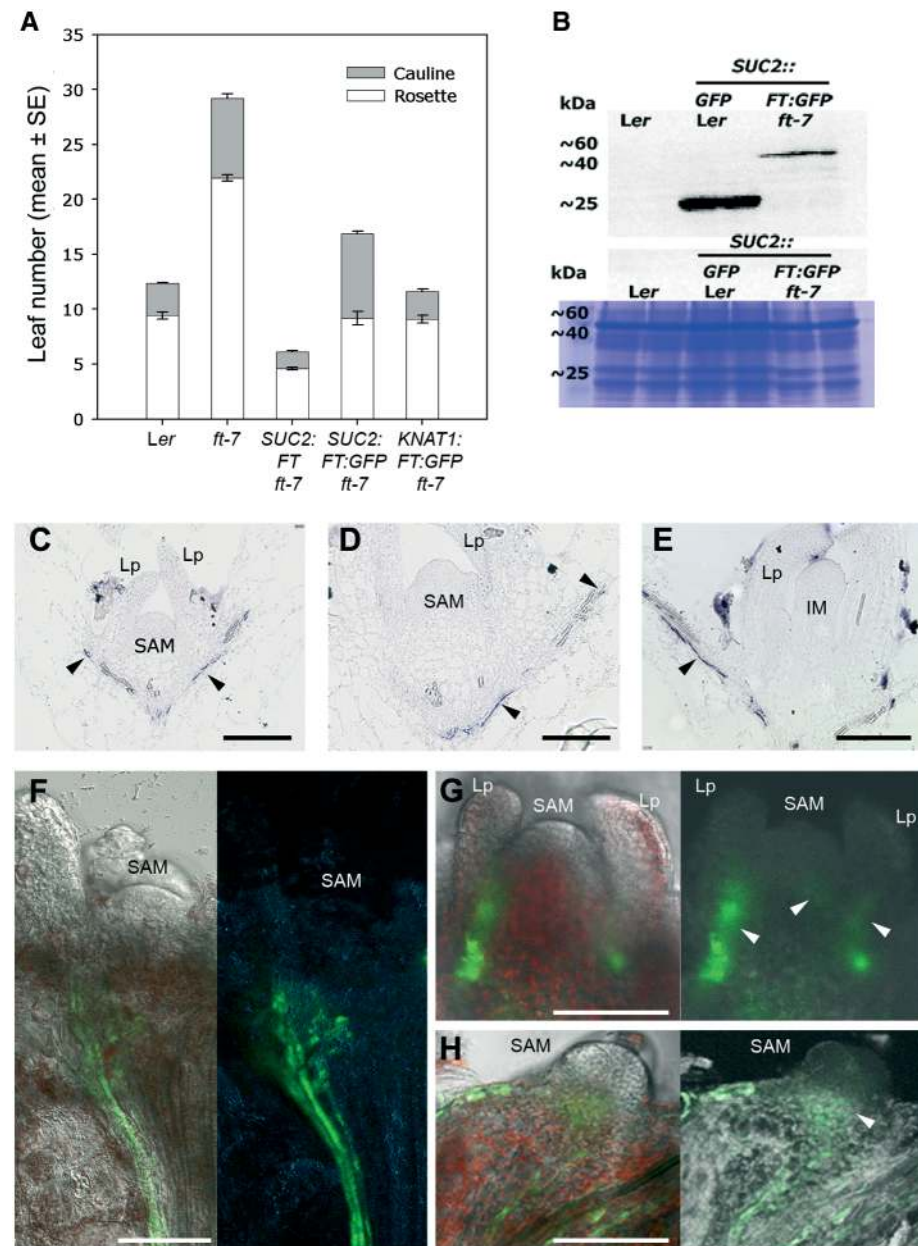 A
35
30
25
20
15
10
5
0
Leaf number (mean ± SE)
Cauline
Rosette
Ler
ft-7
SUC2:
FT
ft-7
SUC2:
FT:GFP
ft-7
KNAT1:
FT:GFP
ft-7
B
SUC2::
kDa
Ler
GFP
Ler
FT:GFP
ft-7
~60
~40
~25
SUC2::
kDa
Ler
GFP
Ler
FT:GFP
ft-7
~60
~40
~25
C
Lp
Lp
SAM
D
Lp
SAM
E
Lp
IM
F
SAM
SAM
G
Lp
SAM
Lp
Lp
SAM
Lp
H
SAM
SAM